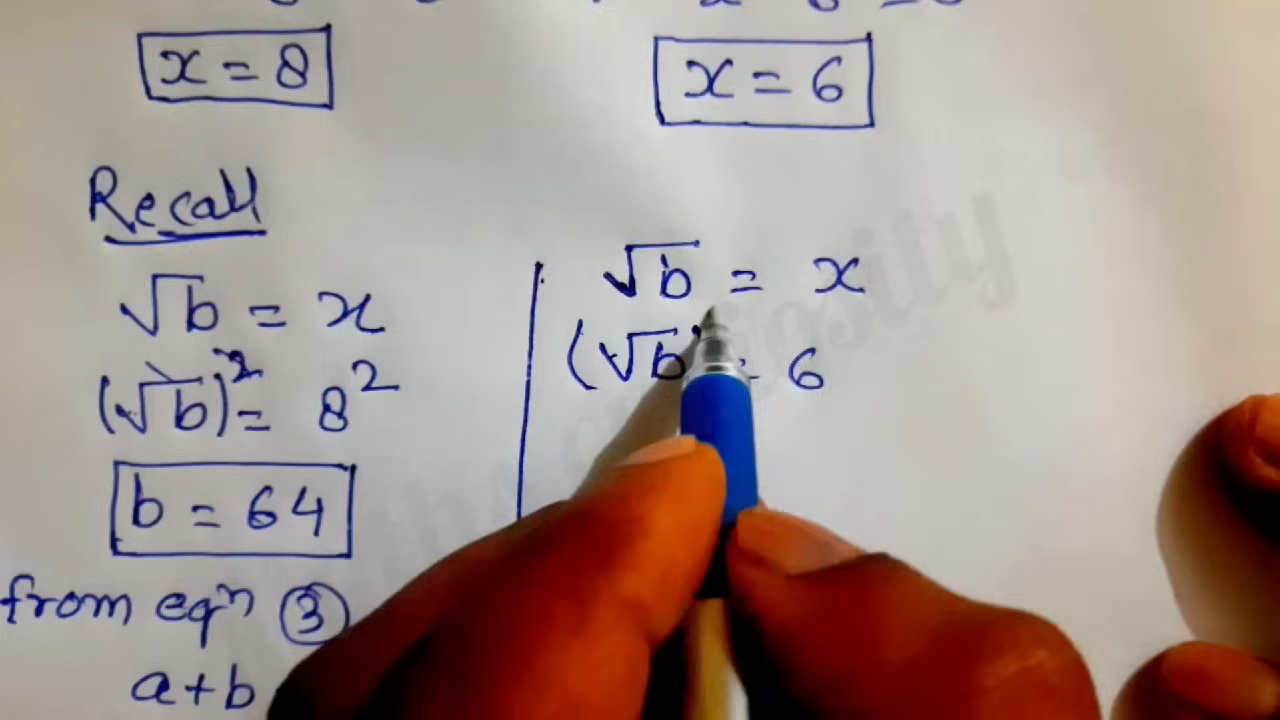 x = 8
x = 6
Recall
√b = x
(√b)² = 8²
b = 64
from eqⁿ ③
a+b
√b = x
(√b) = 6